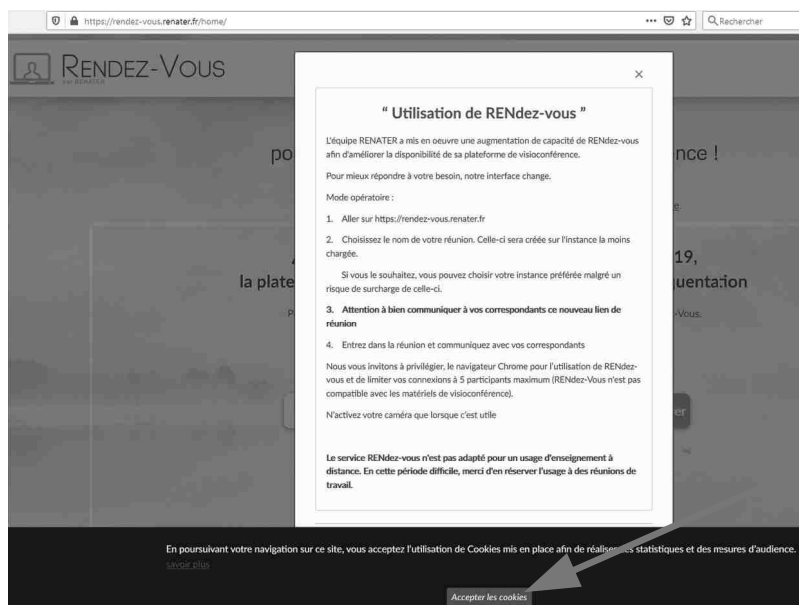 https://rendez-vous.renater.fr/home/
Rechercher
RENDEZ-VOUS
PAR RENATER
“ Utilisation de RENdez-vous ”
L'équipe RENATER a mis en oeuvre une augmentation de capacité de RENdez-vous
afin d'améliorer la disponibilité de sa plateforme de visioconférence.
Pour mieux répondre à votre besoin, notre interface change.
Mode opératoire :
1. Aller sur https://rendez-vous.renater.fr
2. Choisissez le nom de votre réunion. Celle-ci sera créée sur l'instance la moins
chargée.
Si vous le souhaitez, vous pouvez choisir votre instance préférée malgré un
risque de surcharge de celle-ci.
3. Attention à bien communiquer à vos correspondants ce nouveau lien de
réunion
4. Entrez dans la réunion et communiquez avec vos correspondants
Nous vous invitons à privilégier, le navigateur Chrome pour l'utilisation de RENdez-
vous et de limiter vos connexions à 5 participants maximum (RENdez-Vous n'est pas
compatible avec les matériels de visioconférence).
N'activez votre caméra que lorsque c'est utile
Le service RENdez-vous n'est pas adapté pour un usage d'enseignement à
distance. En cette période difficile, merci d'en réserver l'usage à des réunions de
travail.
po
nce !
19,
la plate
quentation
-Vous.
er
En poursuivant votre navigation sur ce site, vous acceptez l'utilisation de Cookies mis en place afin de réaliser des statistiques et des mesures d'audience.
savoir plus
Accepter les cookies